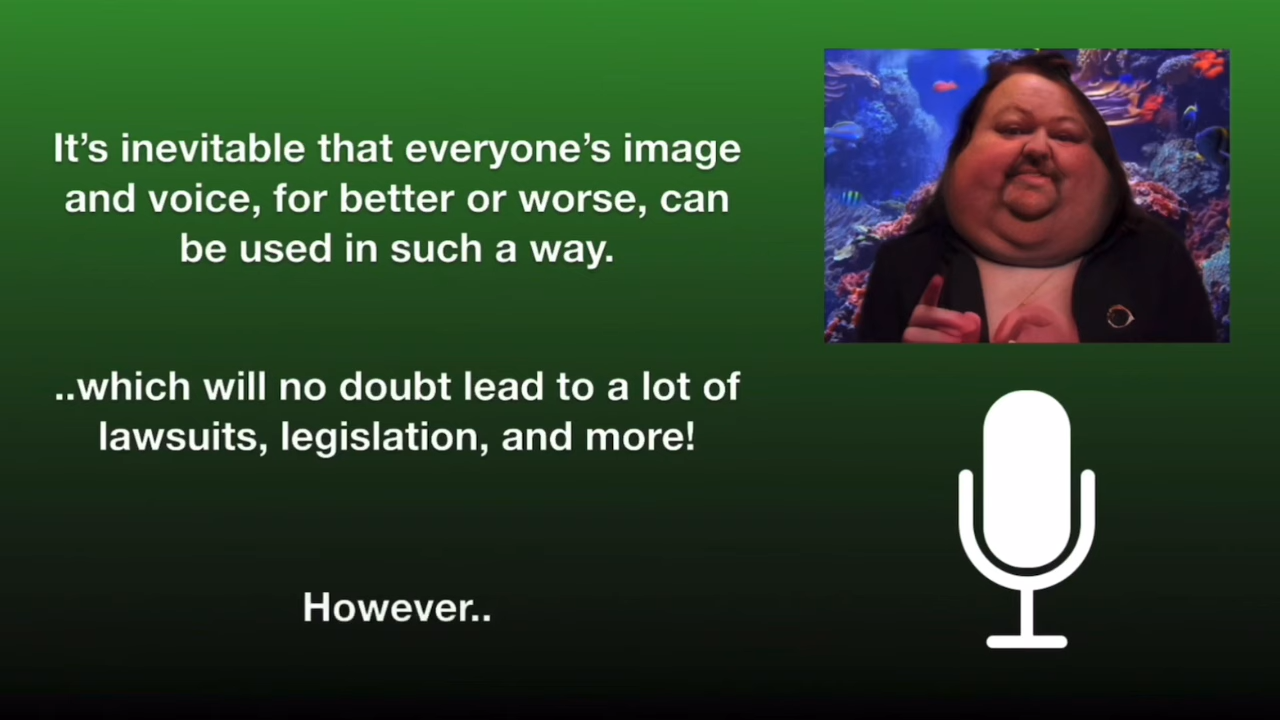 It’s inevitable that everyone’s image
and voice, for better or worse, can
be used in such a way.
..which will no doubt lead to a lot of
lawsuits, legislation, and more!
However..